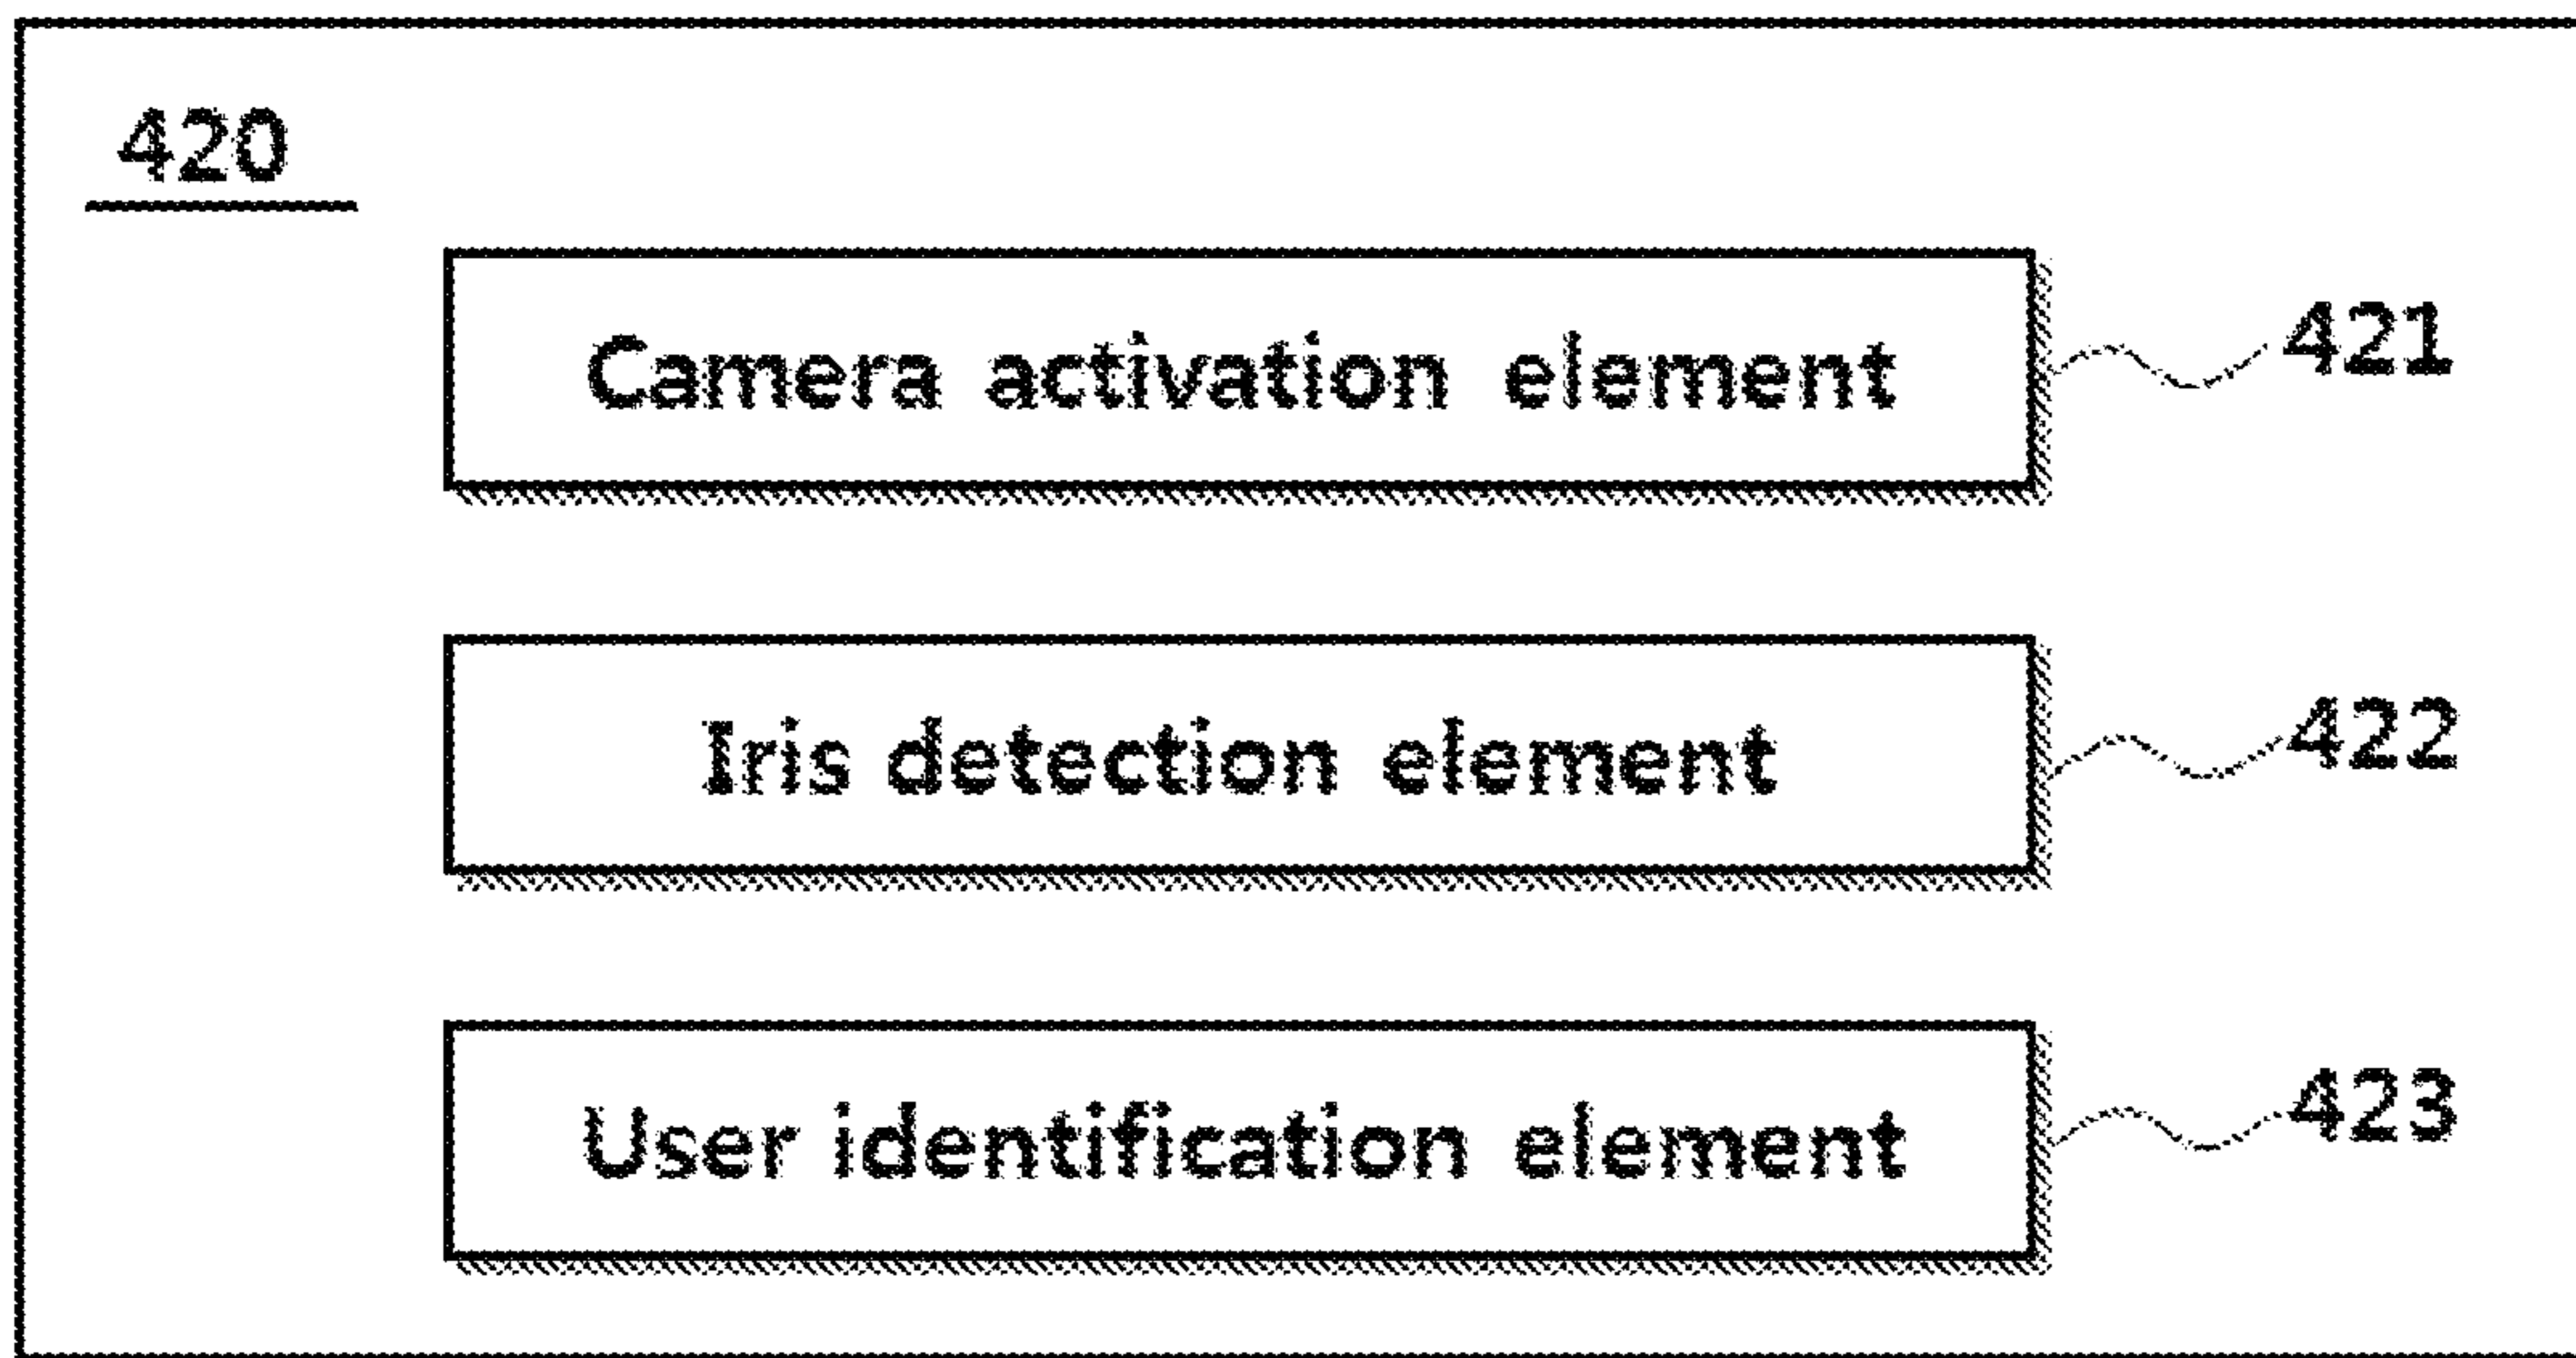 420
Camera activation element 421
Iris detection element 422
User identification element 423